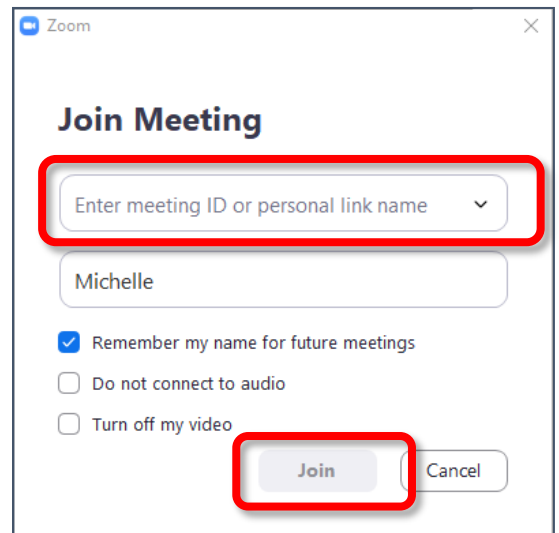 Zoom
Join Meeting
Enter meeting ID or personal link name
Michelle
Remember my name for future meetings
Do not connect to audio
Turn off my video
Join Cancel